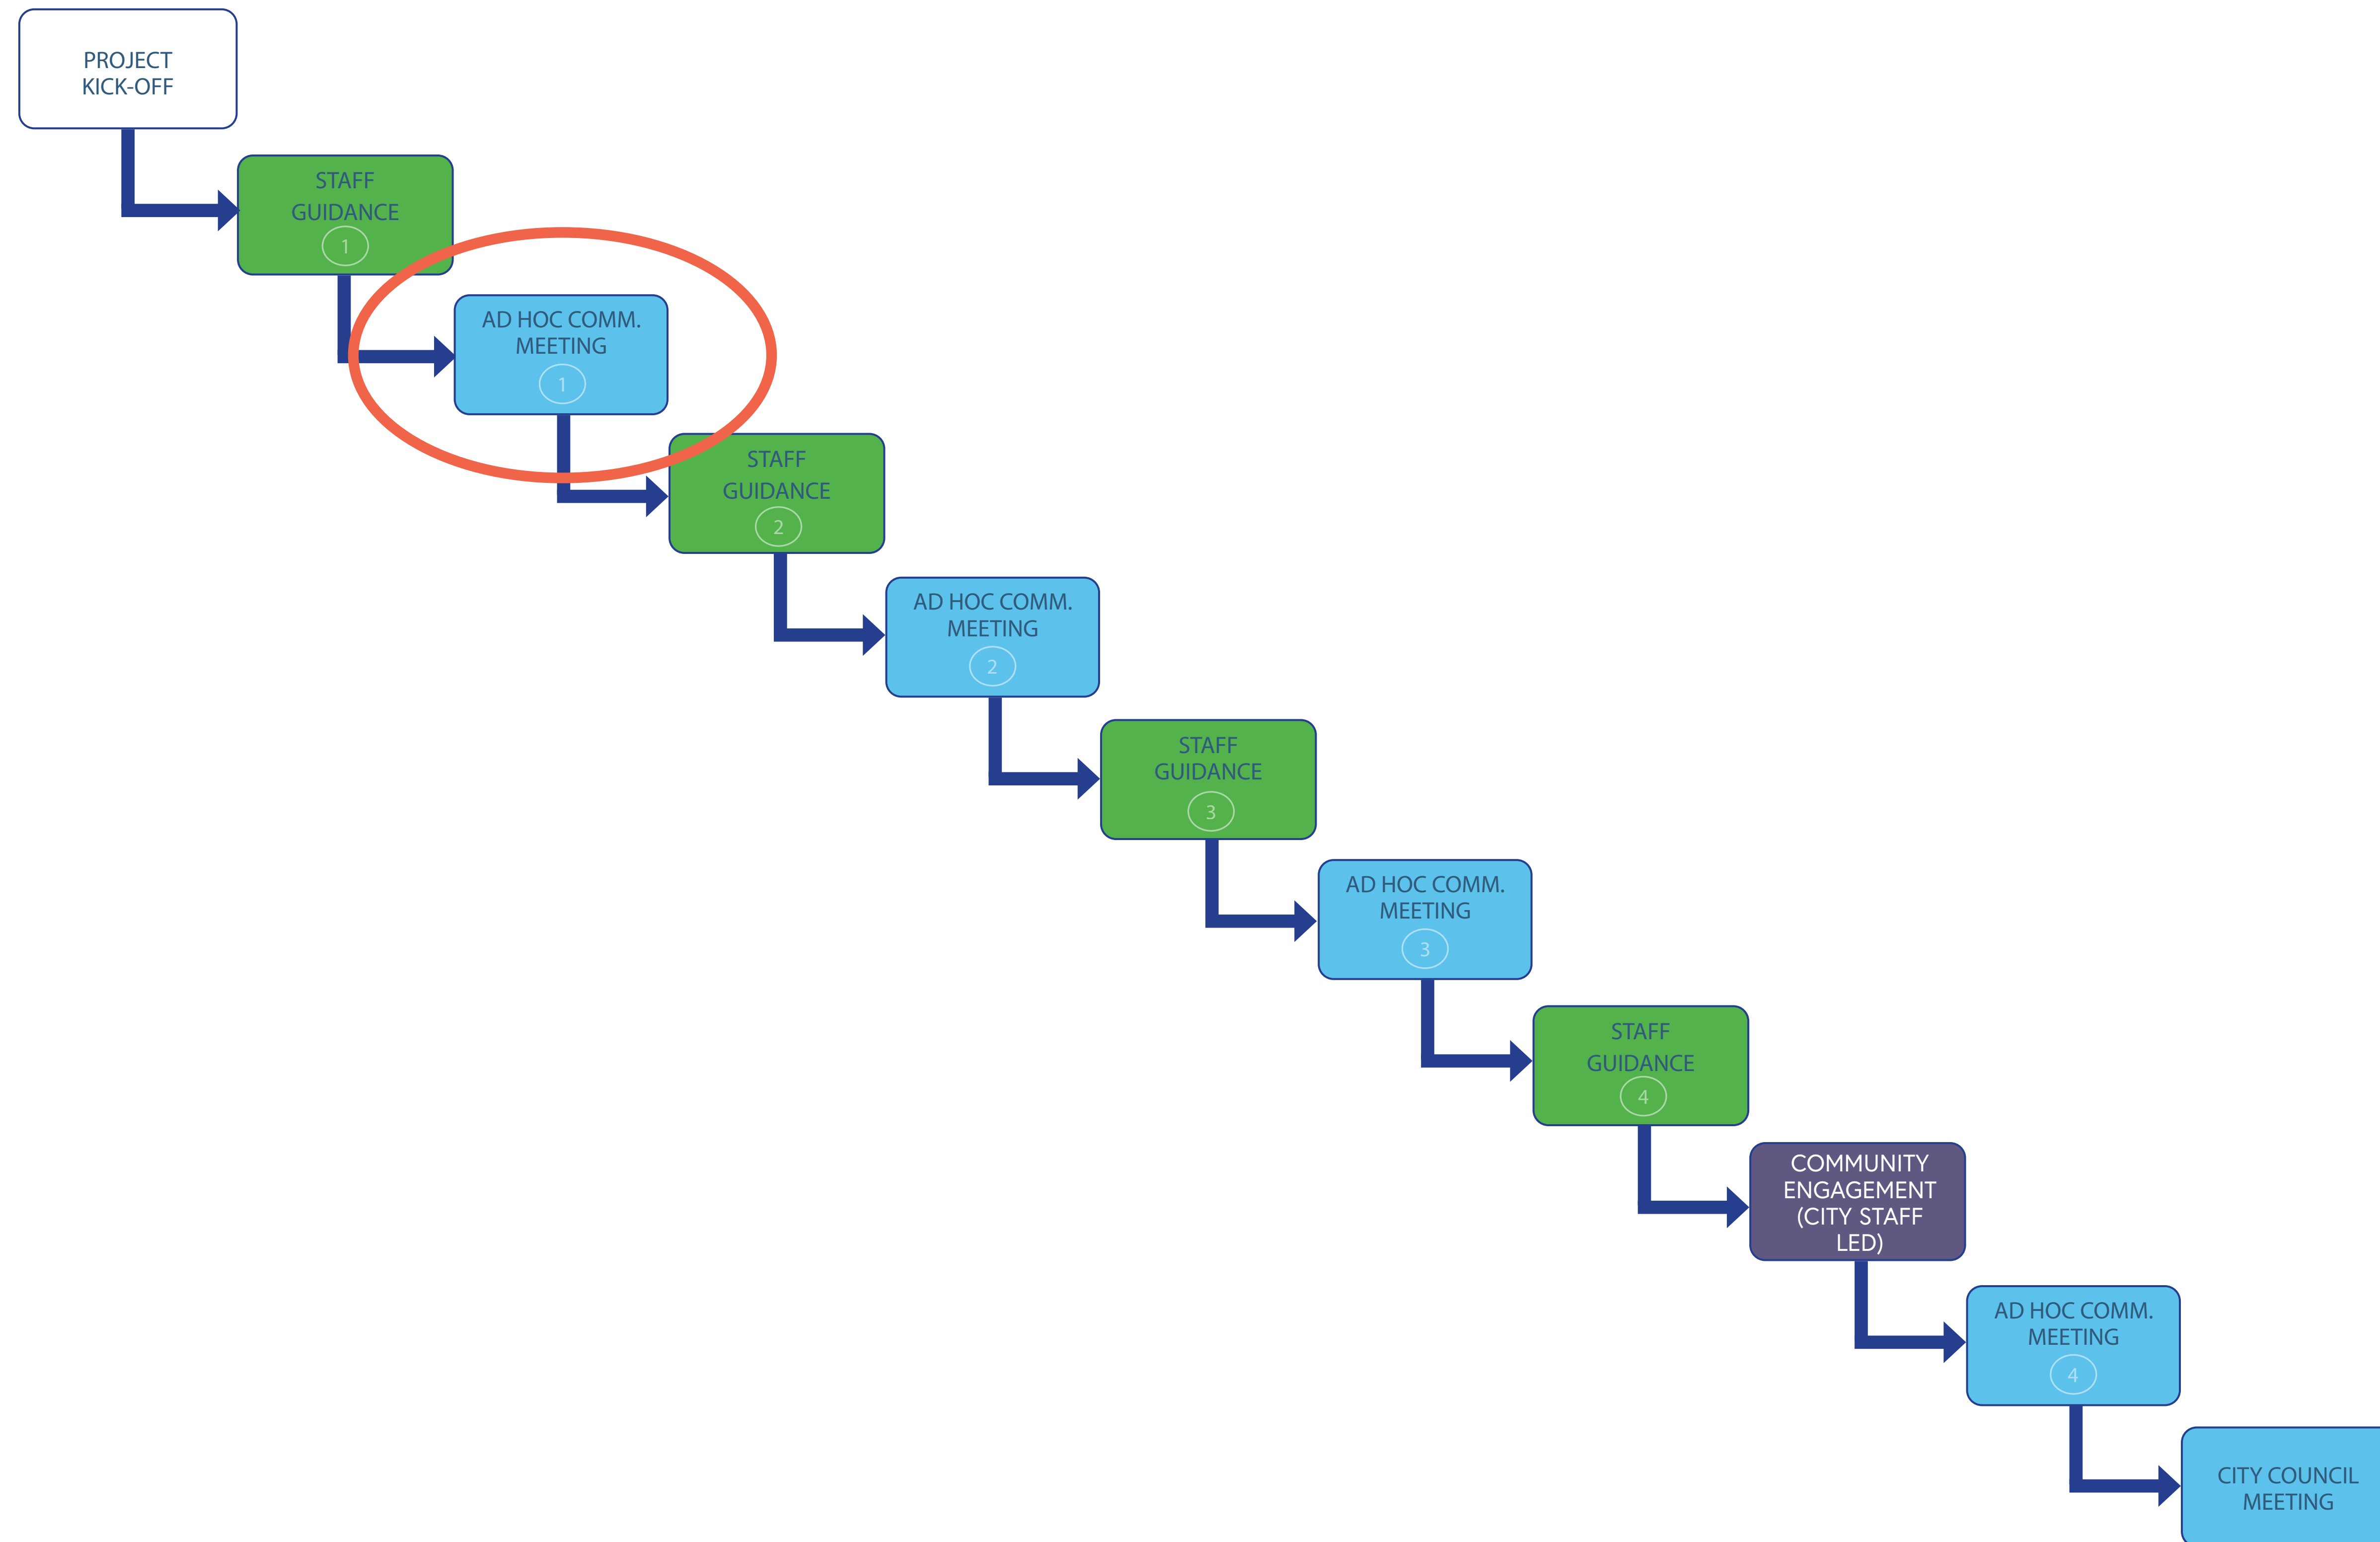 PROJECT
KICK-OFF
STAFF
GUIDANCE
1
AD HOC COMM.
MEETING
1
STAFF
GUIDANCE
2
AD HOC COMM.
MEETING
2
STAFF
GUIDANCE
3
AD HOC COMM.
MEETING
3
STAFF
GUIDANCE
4
COMMUNITY
ENGAGEMENT
(CITY STAFF
LED)
AD HOC COMM.
MEETING
4
CITY COUNCIL
MEETING